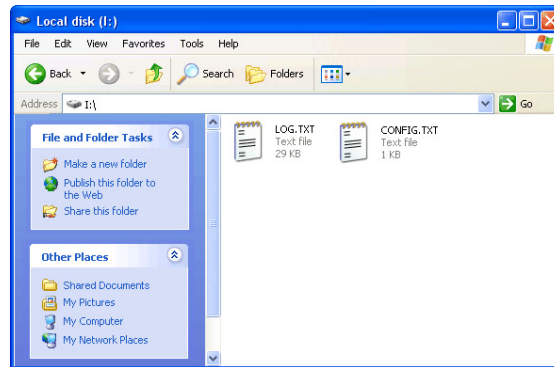 Local disk (I:)
File Edit View Favorites Tools Help
Back Search Folders
Address I:\ Go
File and Folder Tasks
Make a new folder
Publish this folder to
the Web
Share this folder
Other Places
Shared Documents
My Pictures
My Computer
My Network Places
LOG.TXT
Text file
29 KB
CONFIG.TXT
Text file
1 KB